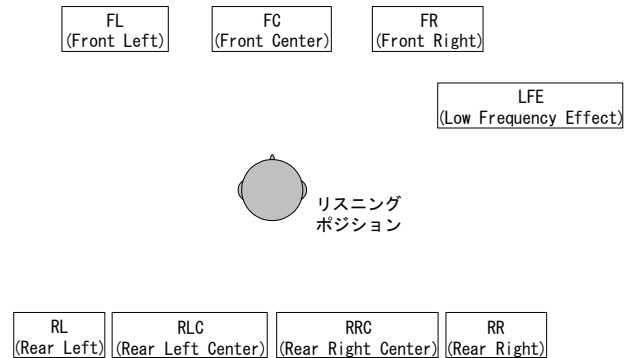 FL
(Front Left)
FC
(Front Center)
FR
(Front Right)
LFE
(Low Frequency Effect)
リスニング
ポジション
RL
(Rear Left)
RLC
(Rear Left Center)
RRC
(Rear Right Center)
RR
(Rear Right)